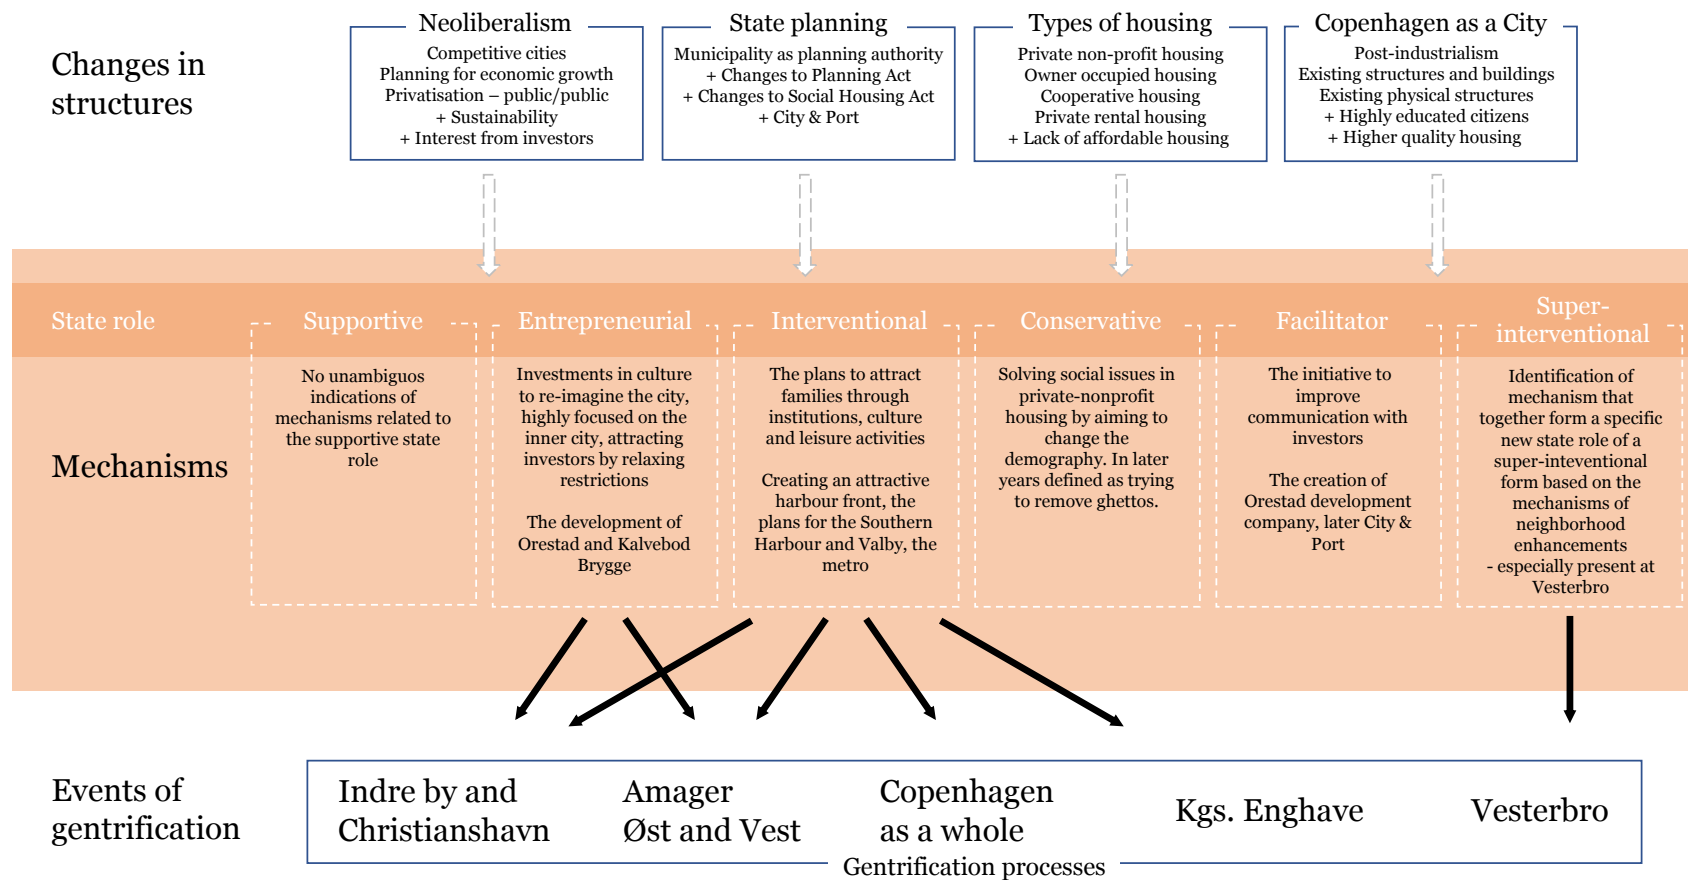 Changes in
structures
Neoliberalism
Competitive cities
Planning for economic growth
Privatisation – public/public
+ Sustainability
+ Interest from investors
State planning
Municipality as planning authority
+ Changes to Planning Act
+ Changes to Social Housing Act
+ City & Port
Types of housing
Private non-profit housing
Owner occupied housing
Cooperative housing
Private rental housing
+ Lack of affordable housing
Copenhagen as a City
Post-industrialism
Existing structures and buildings
Existing physical structures
+ Highly educated citizens
+ Higher quality housing
State role
Supportive
Entrepreneurial
Interventional
Conservative
Facilitator
Super-
interventional
Mechanisms
No unambiguos
indications of
mechanisms related to
the supportive state
role
Investments in culture
to re-imagine the city,
highly focused on the
inner city, attracting
investors by relaxing
restrictions
The development of
Orestad and Kalvebod
Brygge
The plans to attract
families through
institutions, culture
and leisure activities
Creating an attractive
harbour front, the
plans for the Southern
Harbour and Valby, the
metro
Solving social issues in
private-nonprofit
housing by aiming to
change the
demography. In later
years defined as trying
to remove ghettos.
The initiative to
improve
communication with
investors
The creation of
Orestad development
company, later City &
Port
Identification of
mechanism that
together form a specific
new state role of a
super-inteventional
form based on the
mechanisms of
neighborhood
enhancements
- especially present at
Vesterbro
Events of
gentrification
Indre by and
Christianshavn
Amager
Øst and Vest
Copenhagen
as a whole
Kgs. Enghave
Vesterbro
Gentrification processes